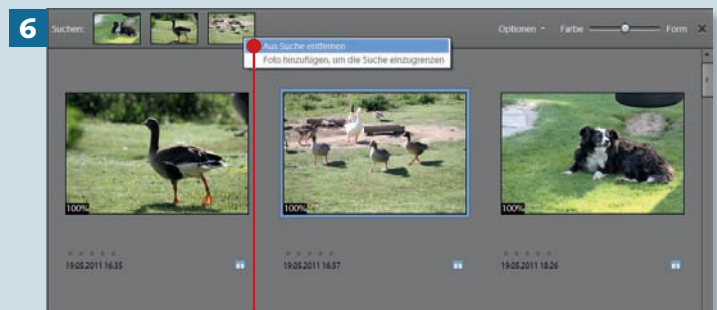 6
Suchen: Optionen Farbe Form
Aus Suche entfernen
Foto hinzufügen, um die Suche einzugrenzen
100% 100% 100%
19.05.2011 16:35 19.05.2011 16:37 19.05.2011 18:26